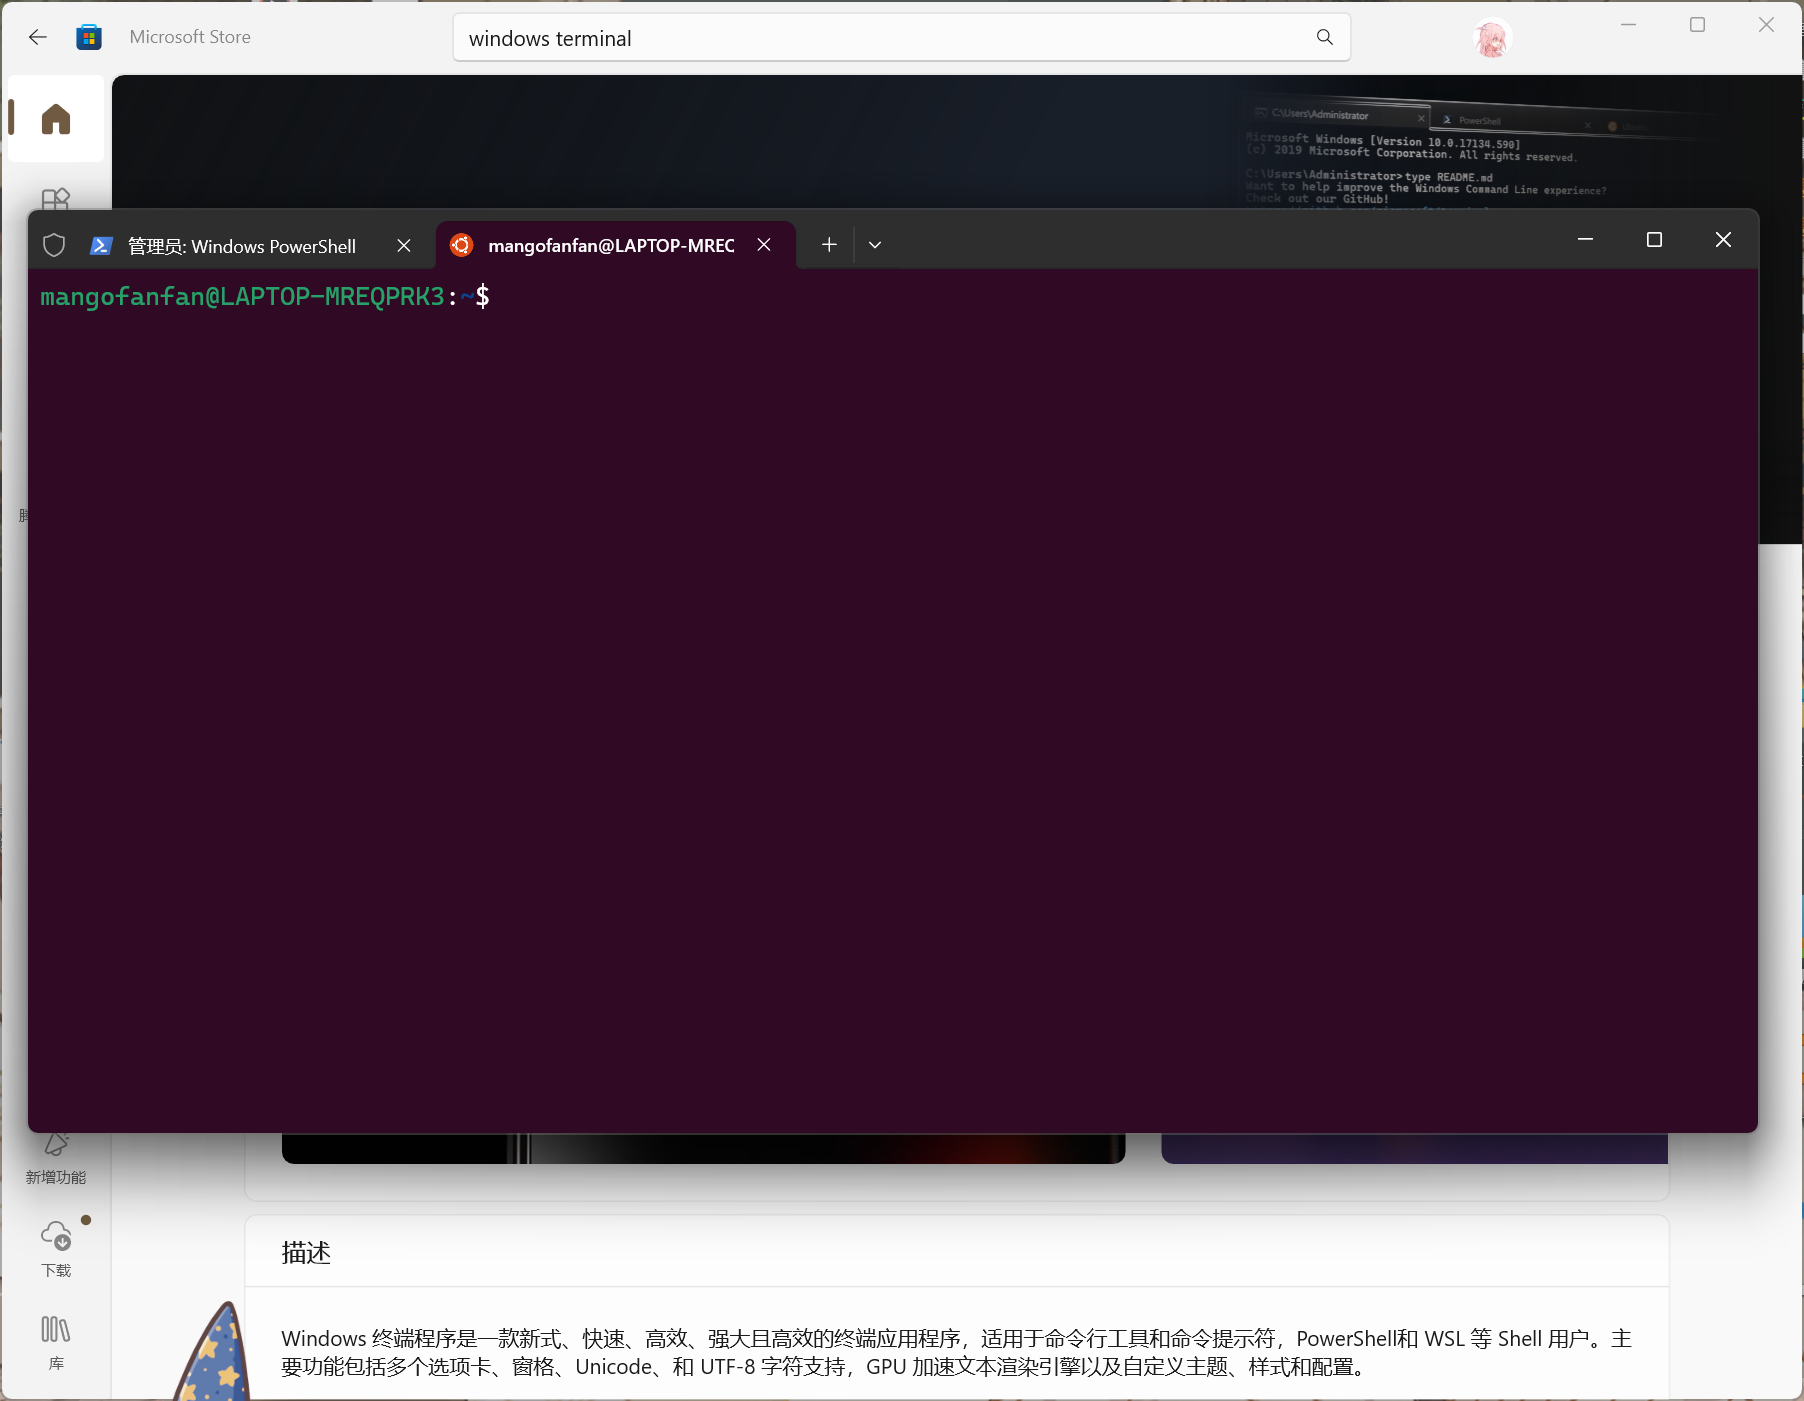 Microsoft Store
windows terminal
C:\Users\Administrator
PowerShell
Microsoft Windows [Version 10.0.17134.590]
(c) 2019 Microsoft Corporation. All rights reserved.
C:\Users\Administrator>type README.md
Want to help improve the Windows Command Line experience?
Check out our GitHub!
管理员: Windows PowerShell
mangofanfan@LAPTOP-MREC
mangofanfan@LAPTOP-MREQPRK3:~$
新增功能
下载
库
描述
Windows 终端程序是一款新式、快速、高效、强大且高效的终端应用程序，适用于命令行工具和命令提示符，PowerShell和 WSL 等 Shell 用户。主
要功能包括多个选项卡、窗格、Unicode、和 UTF-8 字符支持，GPU 加速文本渲染引擎以及自定义主题、样式和配置。